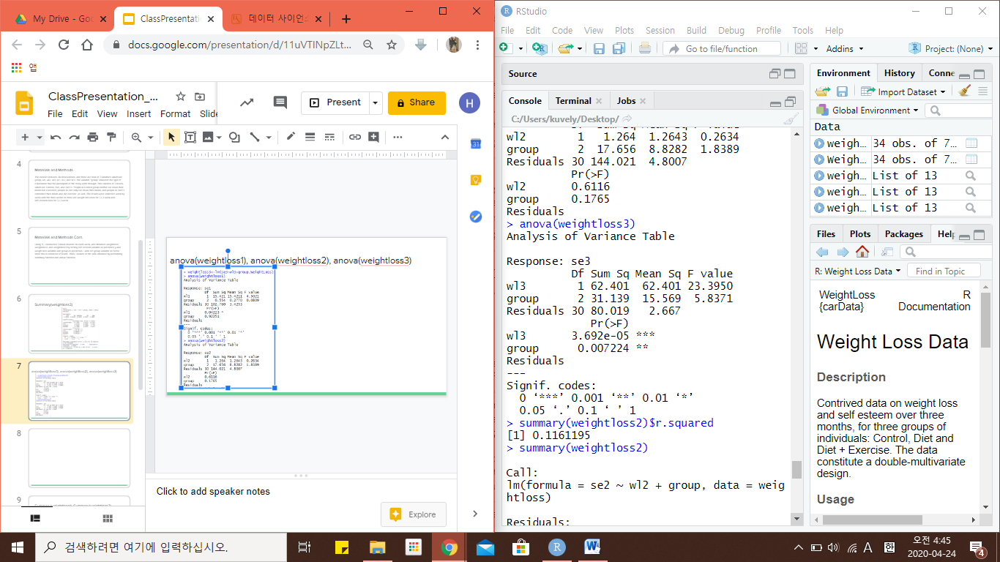 My Drive - Goo
ClassPresentati
데이터 사이언스
docs.google.com/presentation/d/11uVTINpZLt...
앱
ClassPresentation_...
File Edit View Insert Format Slide
Present
Share
H
4
Materials and Methods
5
Materials and Methods Cont.
6
Summary(weightloss3)
7
anova(weightloss1), anova(weightloss2), anova(weightloss3)
8
9
anova(weightloss1), anova(weightloss2), anova(weightloss3)
> weightloss3<-lm(se3~wl3+group,WeightLoss)
> anova(weightloss1)
Analysis of Variance Table
Response: se1
Df Sum Sq Mean Sq F value
wl1 1 15.421 15.4211 4.5021
group 2 0.554 0.2770 0.0809
Residuals 30 102.760 3.4253
Pr(>F)
wl1 0.04223 *
group 0.92251
Residuals
---
Signif. codes:
0 ‘***’ 0.001 ‘**’ 0.01 ‘*’
0.05 ‘.’ 0.1 ‘ ’ 1
> anova(weightloss2)
Analysis of Variance Table
Response: se2
Df Sum Sq Mean Sq F value
wl2 1 1.264 1.2643 0.2634
group 2 17.656 8.8282 1.8389
Residuals 30 144.021 4.8007
Pr(>F)
wl2 0.6116
group 0.1765
Residuals
Click to add speaker notes
Explore
RStudio
File Edit Code View Plots Session Build Debug Profile Tools Help
Go to file/function
Addins
Project: (None)
Source
Console Terminal Jobs
C:/Users/kuvely/Desktop/
Df Sum Sq Mean Sq F value
wl2 1 1.264 1.2643 0.2634
group 2 17.656 8.8282 1.8389
Residuals 30 144.021 4.8007
Pr(>F)
wl2 0.6116
group 0.1765
Residuals
> anova(weightloss3)
Analysis of Variance Table
Response: se3
Df Sum Sq Mean Sq F value
wl3 1 62.401 62.401 23.3950
group 2 31.139 15.569 5.8371
Residuals 30 80.019 2.667
Pr(>F)
wl3 3.692e-05 ***
group 0.007224 **
Residuals
---
Signif. codes:
0 ‘***’ 0.001 ‘**’ 0.01 ‘*’
0.05 ‘.’ 0.1 ‘ ’ 1
> summary(weightloss2)$r.squared
[1] 0.1161195
> summary(weightloss2)
Call:
lm(formula = se2 ~ wl2 + group, data = weig
htloss)
Residuals:
Environment History Conne
Import Dataset
Global Environment
Data
weigh... 34 obs. of 7...
weigh... 34 obs. of 7...
weigh... List of 13
weigh... List of 13
weigh... List of 13
Files Plots Packages Help
R: Weight Loss Data
Find in Topic
WeightLoss R
{carData} Documentation
Weight Loss Data
Description
Contrived data on weight loss
and self esteem over three
months, for three groups of
individuals: Control, Diet and
Diet + Exercise. The data
constitute a double-multivariate
design.
Usage
검색하려면 여기에 입력하십시오.
A
한
오전 4:45
2020-04-24
4